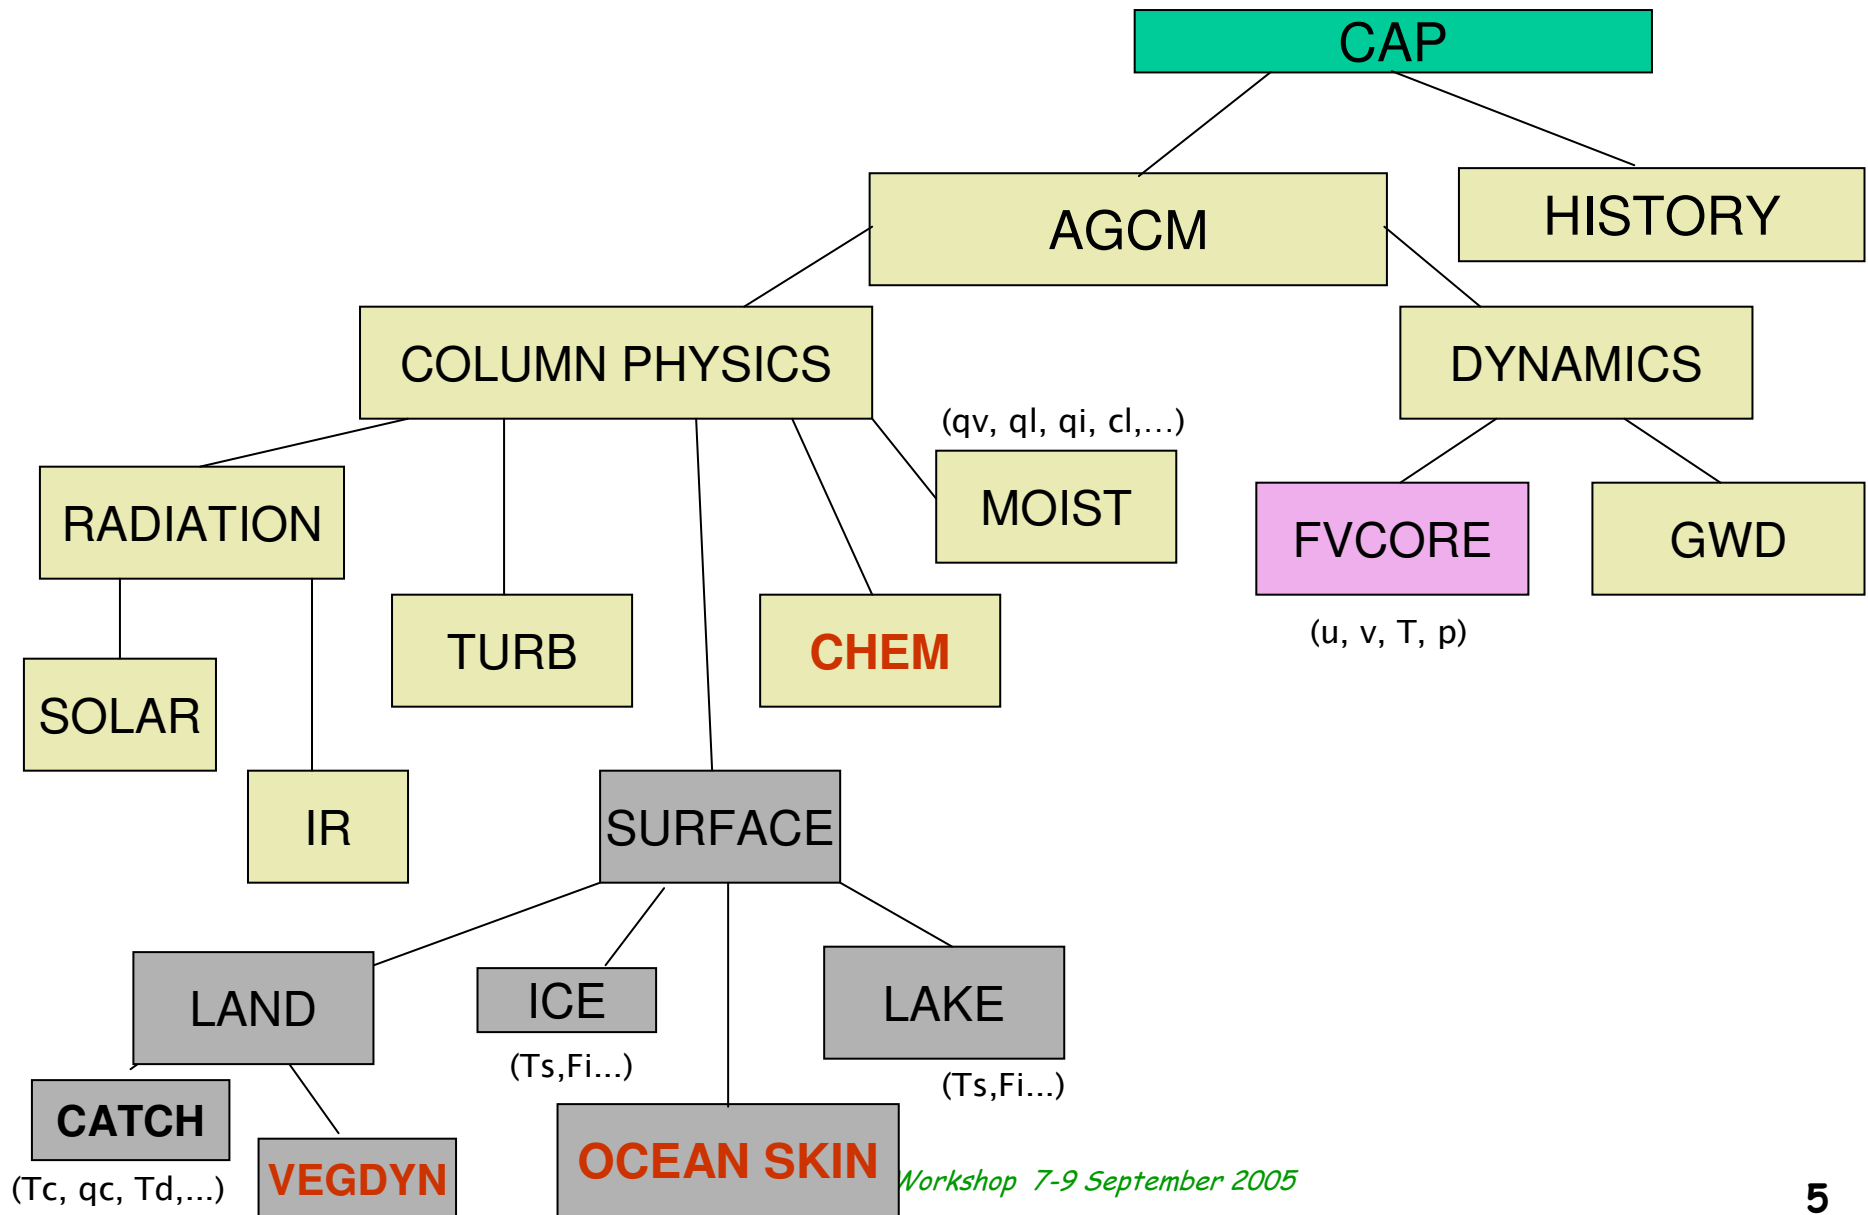 CAP
AGCM
HISTORY
COLUMN PHYSICS
DYNAMICS
(qv, ql, qi, cl,...)
RADIATION
MOIST
FVCORE
GWD
TURB
CHEM
(u, v, T, p)
SOLAR
IR
SURFACE
LAND
ICE
LAKE
(Ts,Fi...)
(Ts,Fi...)
CATCH
VEGDYN
OCEAN SKIN
(Tc, qc, Td,...)
Workshop 7-9 September 2005
5